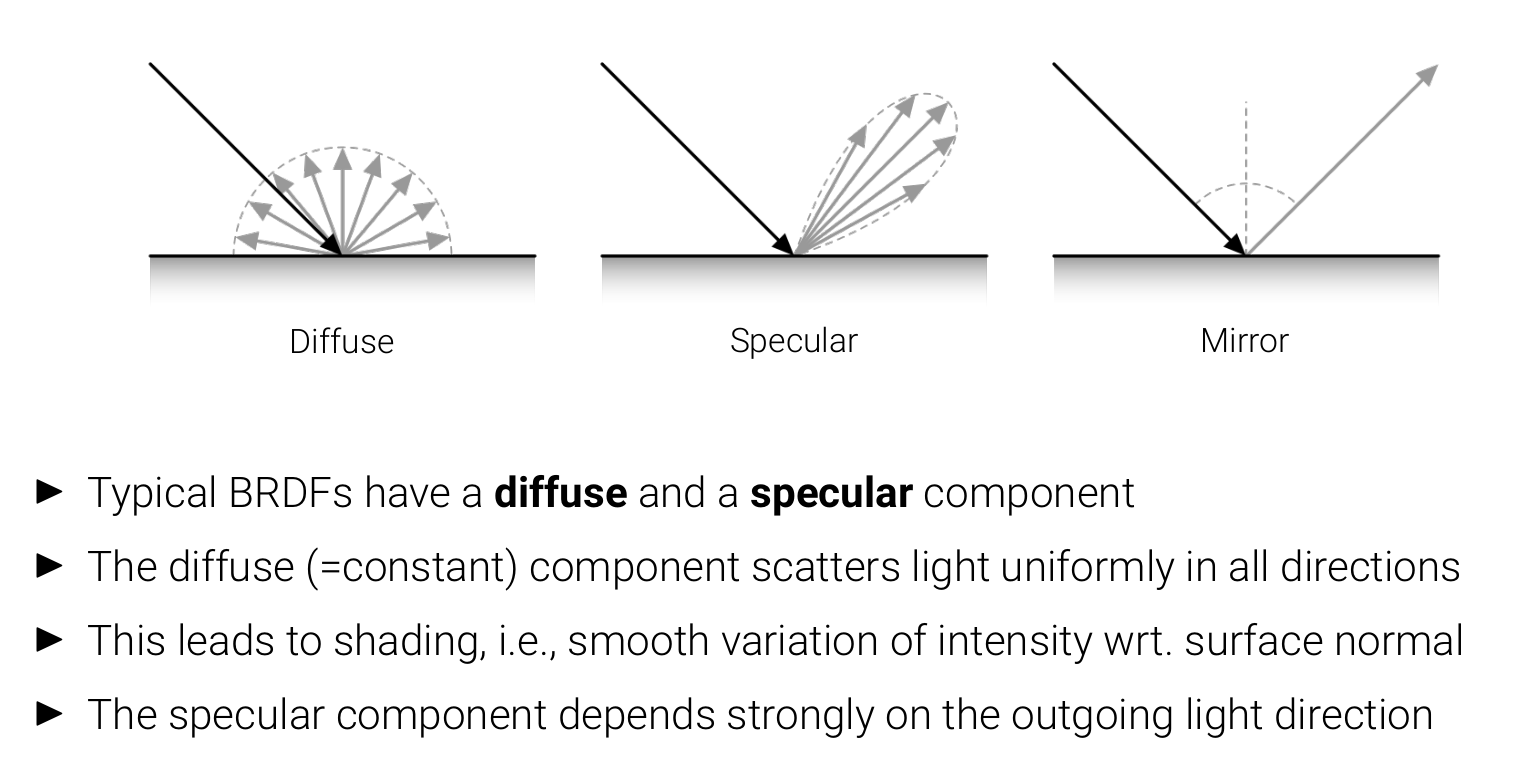 Diffuse
Specular
Mirror
► Typical BRDFs have a diffuse and a specular component
► The diffuse (=constant) component scatters light uniformly in all directions
► This leads to shading, i.e., smooth variation of intensity wrt. surface normal
► The specular component depends strongly on the outgoing light direction